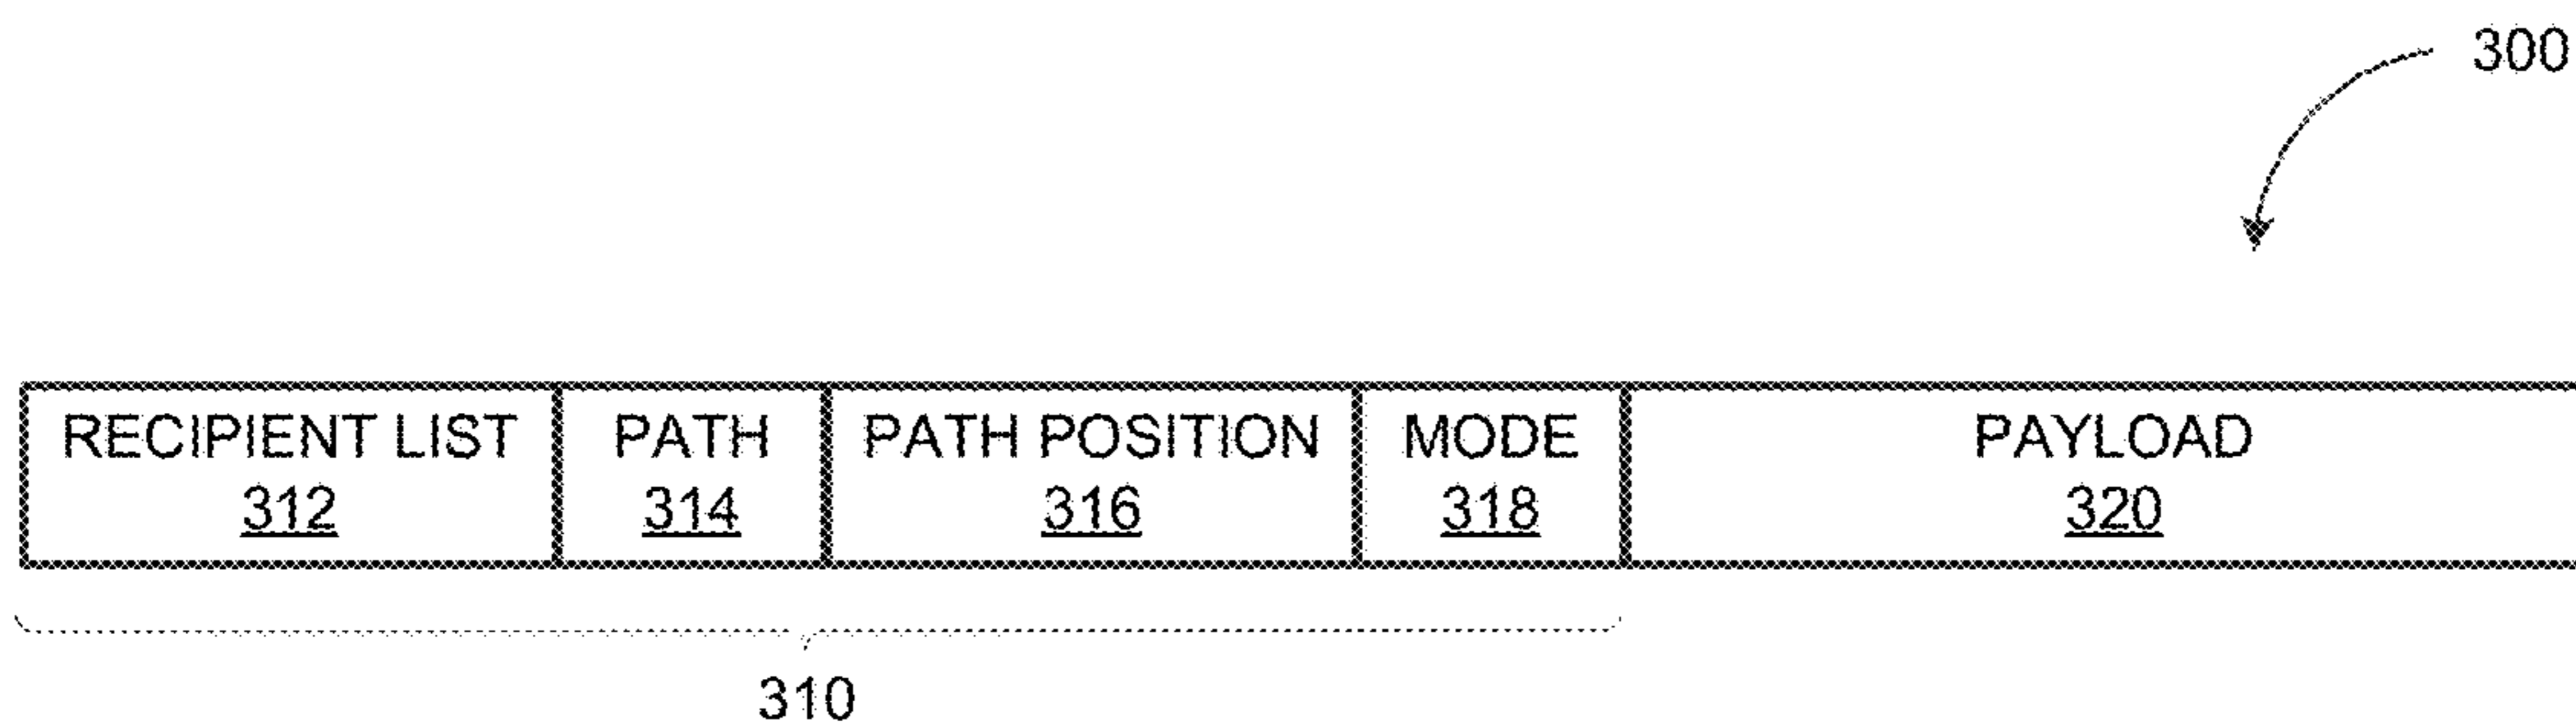 300
RECIPIENT LIST PATH PATH POSITION MODE PAYLOAD
312 314 316 318 320
310